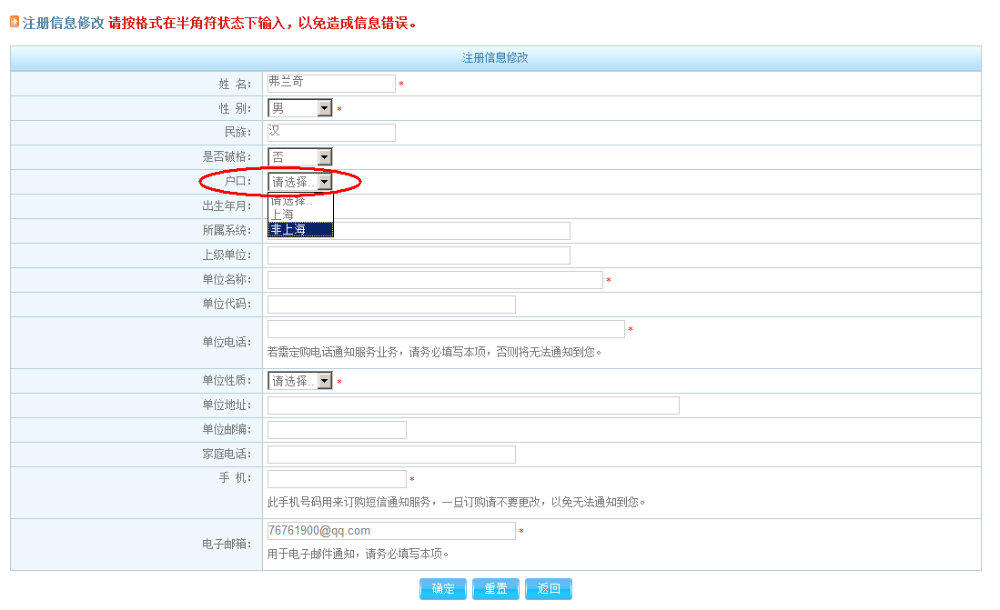 注册信息修改 请按格式在半角符状态下输入，以免造成信息错误。
注册信息修改
姓 名： 弗兰奇 *
性 别： 男 *
民族： 汉
是否破格： 否
户口： 请选择..
请选择..
出生年月： 上海
所属系统： 非上海
上级单位：
单位名称： *
单位代码：
单位电话： *
若需定购电话通知服务业务，请务必填写本项，否则将无法通知到您。
单位性质： 请选择.. *
单位地址：
单位邮编：
家庭电话：
手 机： *
此手机号码用来订购短信通知服务，一旦订购请不要更改，以免无法通知到您。
电子邮箱： 76761900@qq.com *
用于电子邮件通知，请务必填写本项。
确定 重置 返回